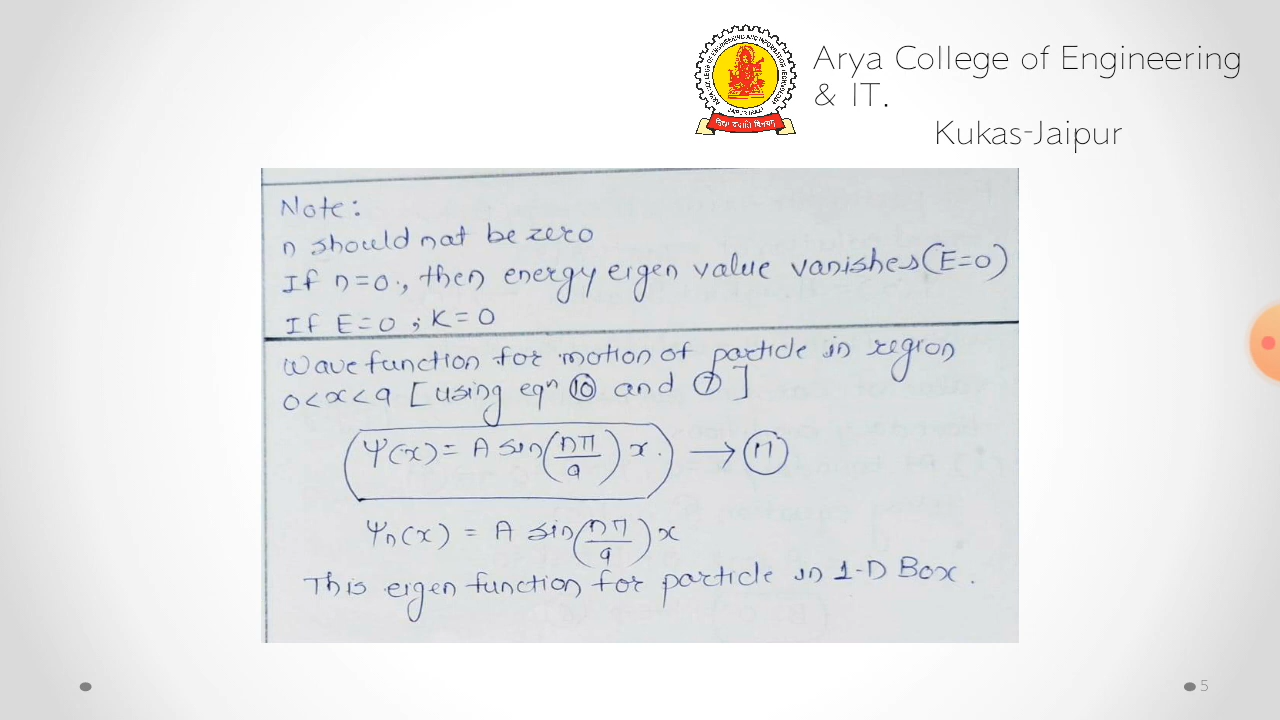 Arya College of Engineering
& IT.
Kukas-Jaipur
Note:
n should nat be zero
If n=0., then energy eigen value vanishes(E=0)
If E=0 ; K=0
Wave function for motion of particle in region
0<x<a [using eqⁿ ⑩ and ⑦]
Ψ(x) = A sin(nπ/a) x. → ⑪
Ψn(x) = A sin(nπ/a) x
This eigen function for particle in 1-D Box.
5